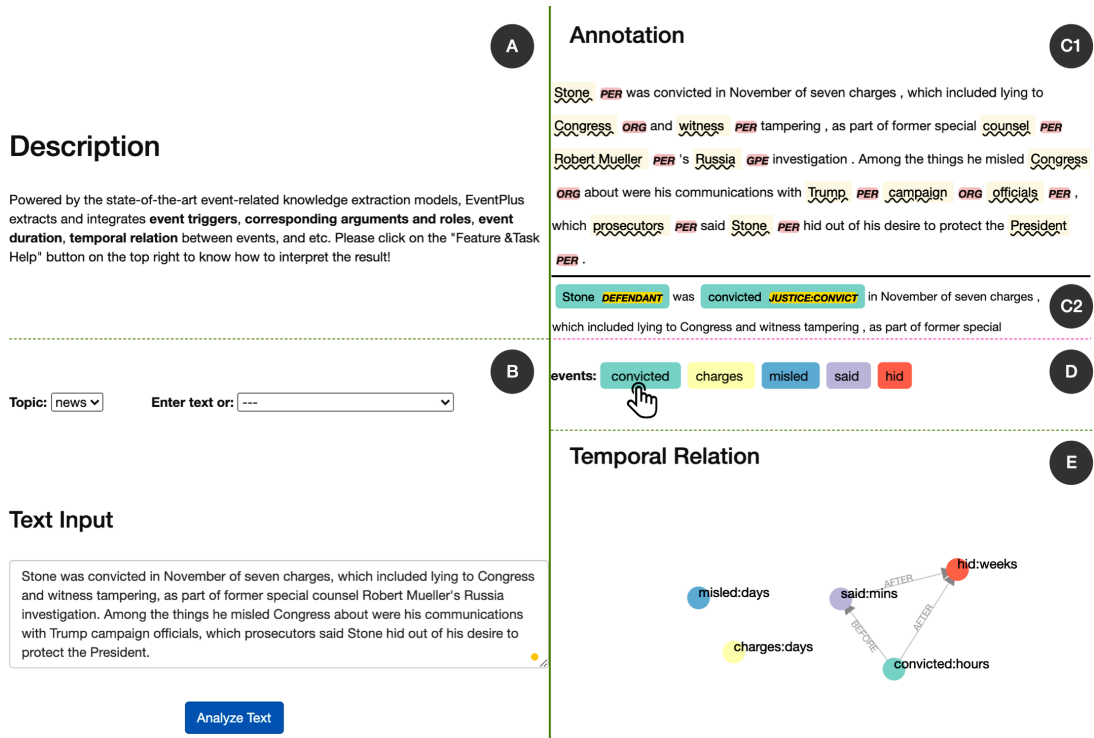 A
Description
Powered by the state-of-the-art event-related knowledge extraction models, EventPlus
extracts and integrates event triggers, corresponding arguments and roles, event
duration, temporal relation between events, and etc. Please click on the "Feature &Task
Help" button on the top right to know how to interpret the result!
B
Topic: news Enter text or: ---
Text Input
Stone was convicted in November of seven charges, which included lying to Congress
and witness tampering, as part of former special counsel Robert Mueller's Russia
investigation. Among the things he misled Congress about were his communications
with Trump campaign officials, which prosecutors said Stone hid out of his desire to
protect the President.
Analyze Text
Annotation
C1
Stone PER was convicted in November of seven charges , which included lying to
Congress ORG and witness PER tampering , as part of former special counsel PER
Robert Mueller PER 's Russia GPE investigation . Among the things he misled Congress
ORG about were his communications with Trump PER campaign ORG officials PER ,
which prosecutors PER said Stone PER hid out of his desire to protect the President
PER .
Stone DEFENDANT was convicted JUSTICE:CONVICT in November of seven charges ,
C2
which included lying to Congress and witness tampering , as part of former special
events: convicted charges misled said hid
D
Temporal Relation
E
hid:weeks
AFTER
misled:days
said:mins
AFTER
BEFORE
charges:days
convicted:hours